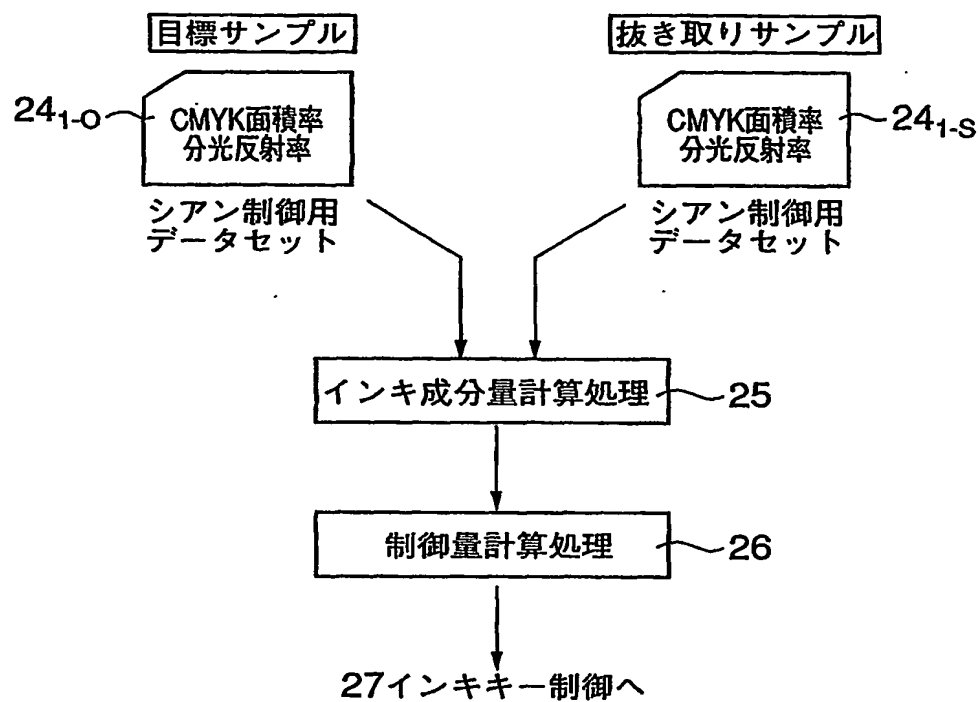 目標サンプル
抜き取りサンプル
24₁₋ₒ
CMYK面積率
分光反射率
CMYK面積率
分光反射率
24₁₋S
シアン制御用
データセット
シアン制御用
データセット
インキ成分量計算処理
25
制御量計算処理
26
27インキキー制御へ